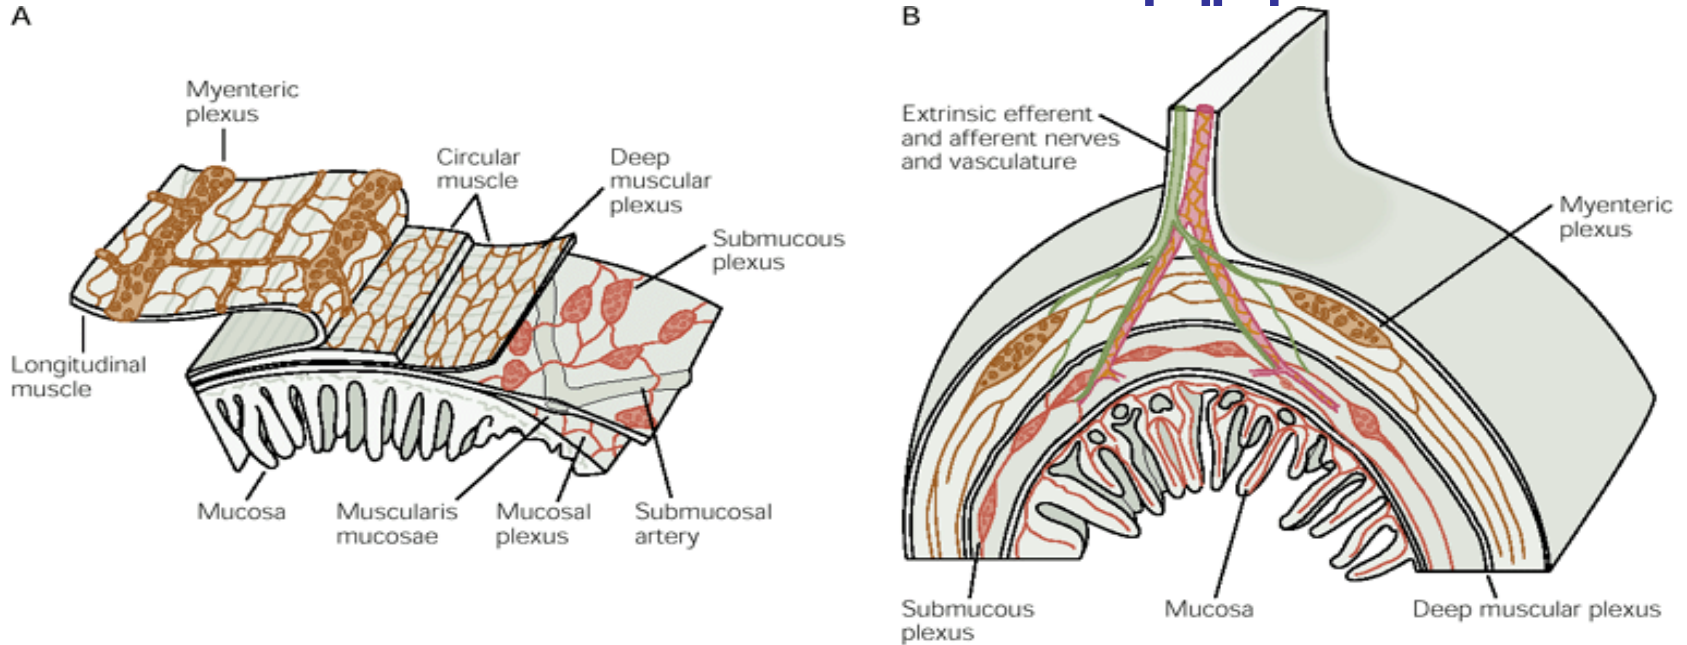 A
Myenteric
plexus
Circular
muscle
Deep
muscular
plexus
Submucous
plexus
Longitudinal
muscle
Mucosa
Muscularis
mucosae
Mucosal
plexus
Submucosal
artery
B
Extrinsic efferent
and afferent nerves
and vasculature
Myenteric
plexus
Submucous
plexus
Mucosa
Deep muscular plexus